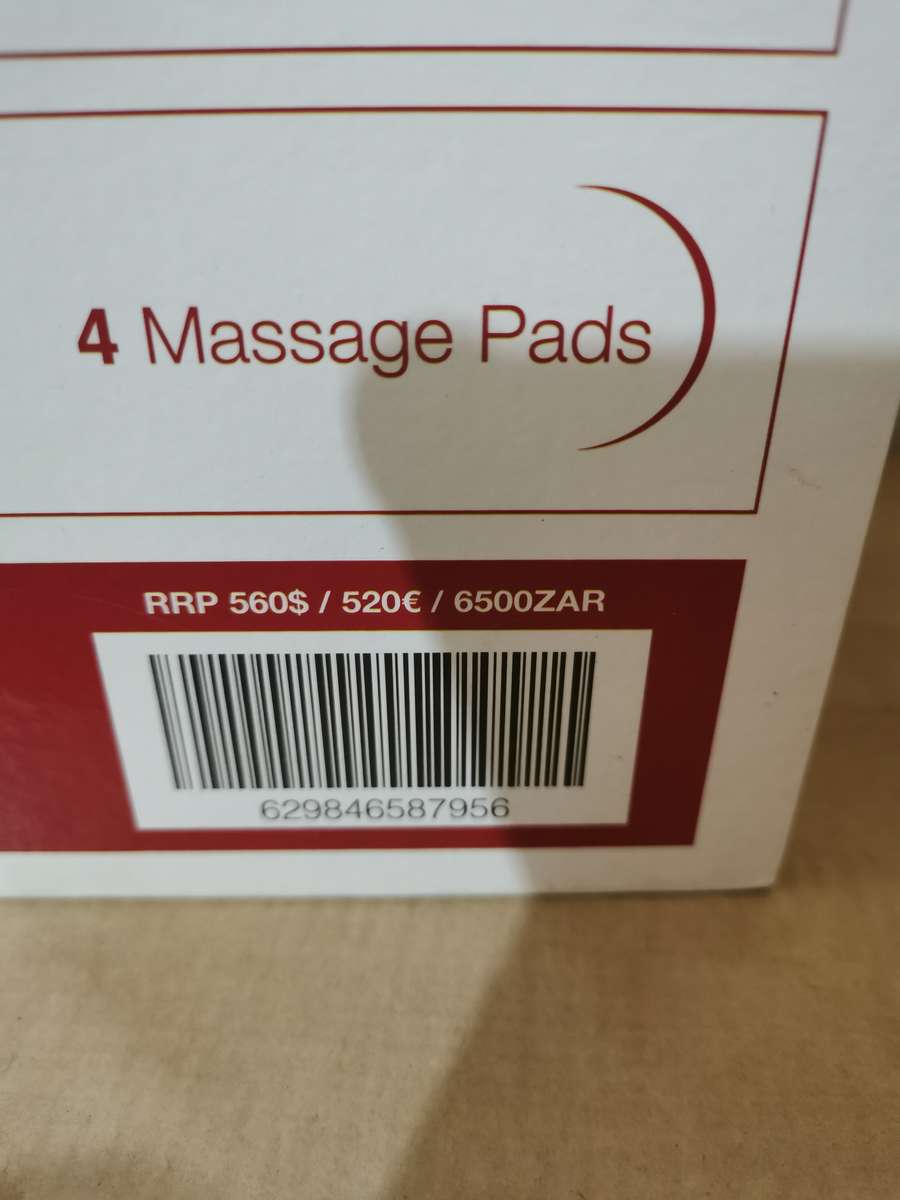 4 Massage Pads
RRP 560$ / 520€ / 6500ZAR
629846587956